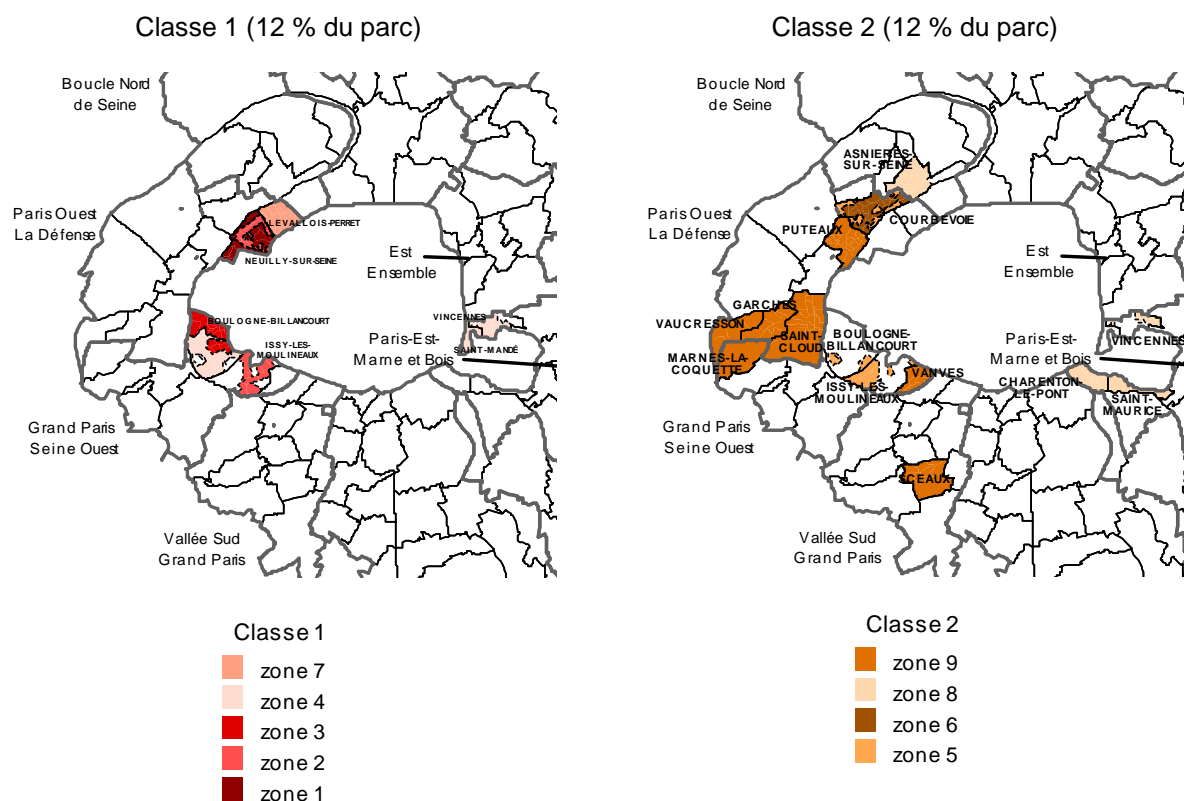 Classe 1 (12 % du parc)
Boucle Nord
de Seine
Paris Ouest
La Défense
LEVALLOIS-PERRET
NEUILLY-SUR-SEINE
Est
Ensemble
BOULOGNE-BILLANCOURT
VINCENNES
ISSY-LES-
MOULINEAUX
Paris-Est-
Marne et Bois
SAINT-MANDÉ
Grand Paris
Seine Ouest
Vallée Sud
Grand Paris
Classe 1
zone 7
zone 4
zone 3
zone 2
zone 1
Classe 2 (12 % du parc)
Boucle Nord
de Seine
ASNIERES-
SUR-SEINE
Paris Ouest
La Défense
COURBEVOIE
PUTEAUX
Est
Ensemble
GARCHES
VAUCRESSON
SAINT-
CLOUD
BOULOGNE-
BILLANCOURT
VINCENNES
Paris-Est-
Marne et Bois
MARNES-LA-
COQUETTE
VANVES
ISSY-LES-
MOULINEAUX
CHARENTON-
LE-PONT
SAINT-
MAURICE
Grand Paris
Seine Ouest
SCEAUX
Vallée Sud
Grand Paris
Classe 2
zone 9
zone 8
zone 6
zone 5